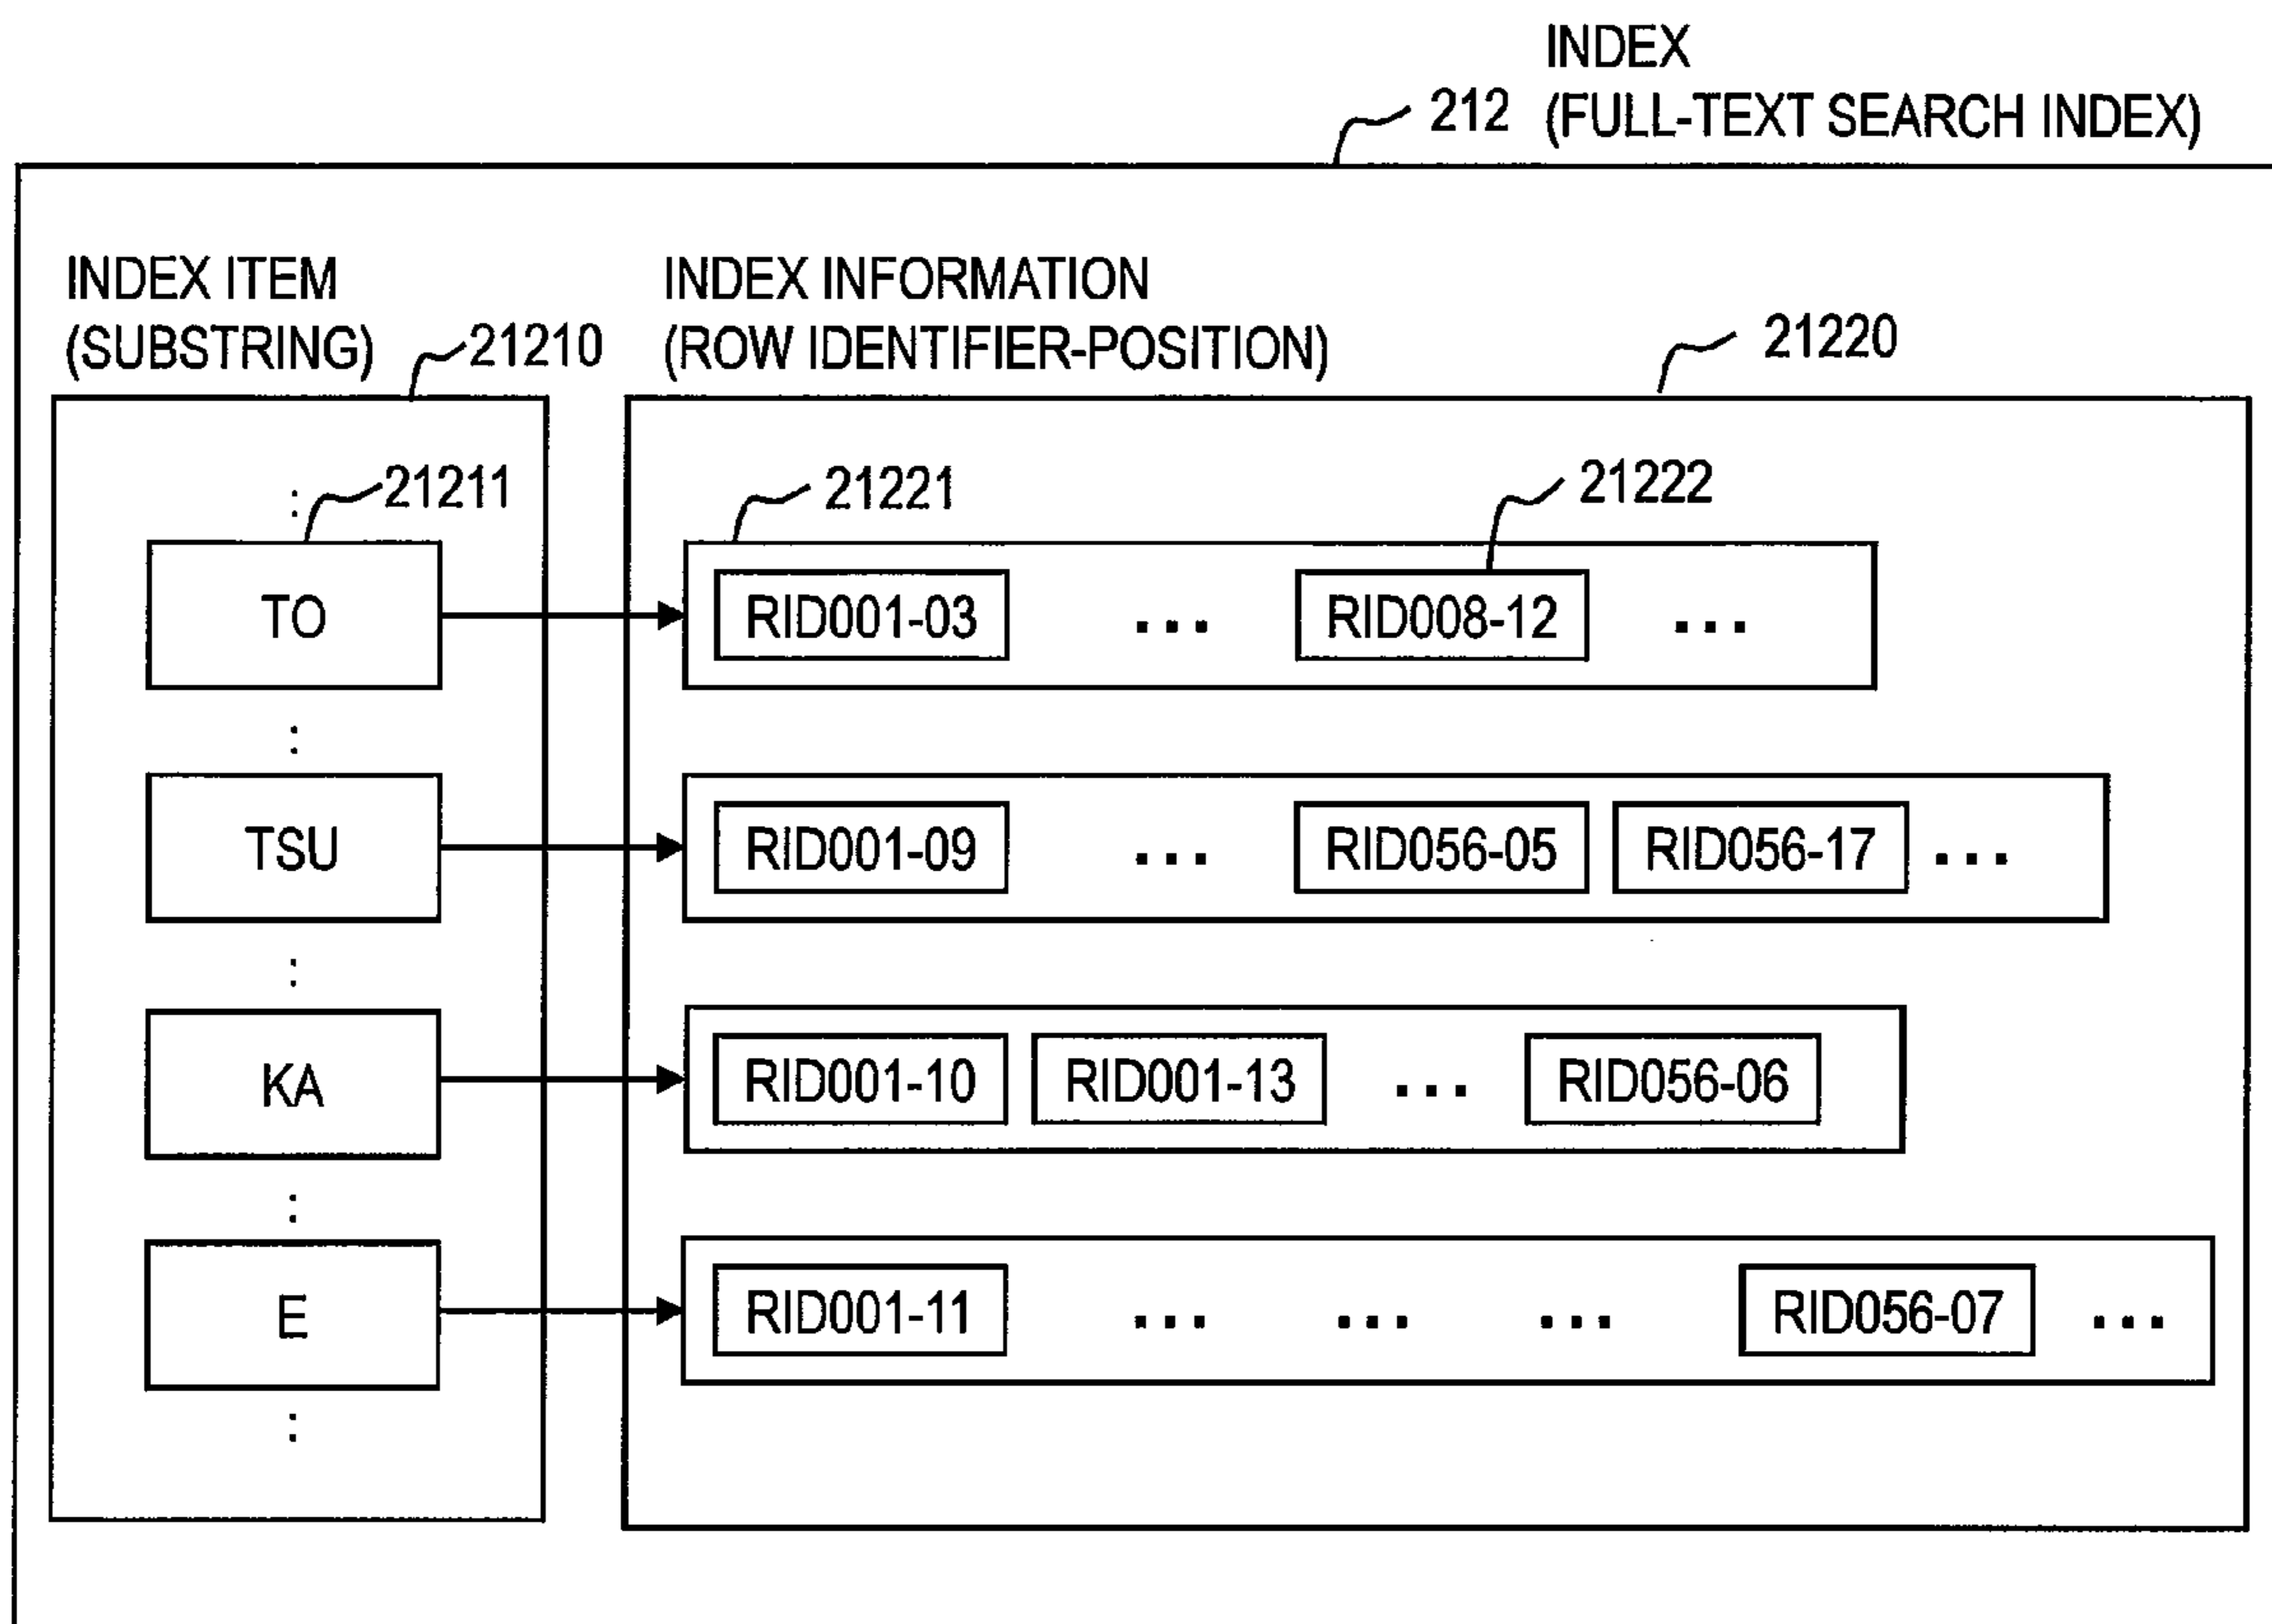 INDEX
212 (FULL-TEXT SEARCH INDEX)
INDEX ITEM
(SUBSTRING)
21210
INDEX INFORMATION
(ROW IDENTIFIER-POSITION)
21220
:
21211
21221
21222
TO
RID001-03 ... RID008-12 ...
:
TSU
RID001-09 ... RID056-05 RID056-17 ...
:
KA
RID001-10 RID001-13 ... RID056-06
:
E
RID001-11 ... ... ... RID056-07 ...
: